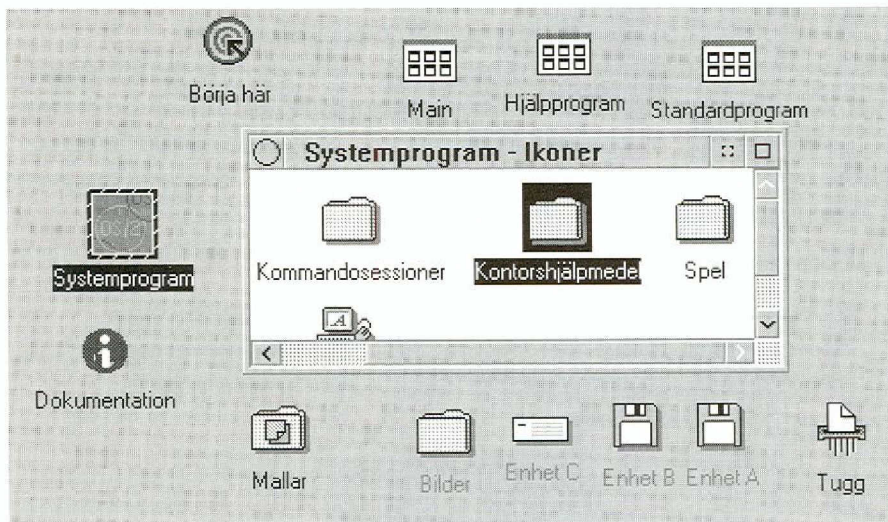 Börja här
Main
Hjälpprogram
Standardprogram
Systemprogram - Ikoner
Systemprogram
Kommandosessioner
Kontorshjälpmedel
Spel
Dokumentation
Mallar
Bilder
Enhet C
Enhet B
Enhet A
Tugg